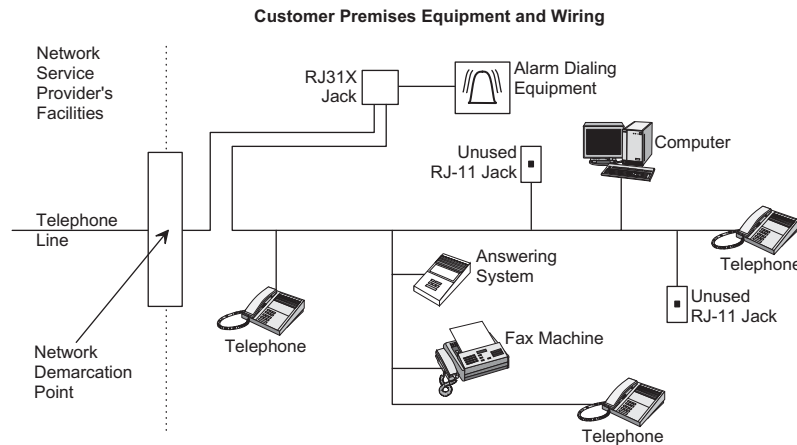 Customer Premises Equipment and Wiring
Network
Service
Provider's
Facilities
RJ31X
Jack
Alarm Dialing
Equipment
Unused
RJ-11 Jack
Computer
Telephone
Line
Answering
System
Telephone
Unused
RJ-11 Jack
Telephone
Fax Machine
Network
Demarcation
Point
Telephone